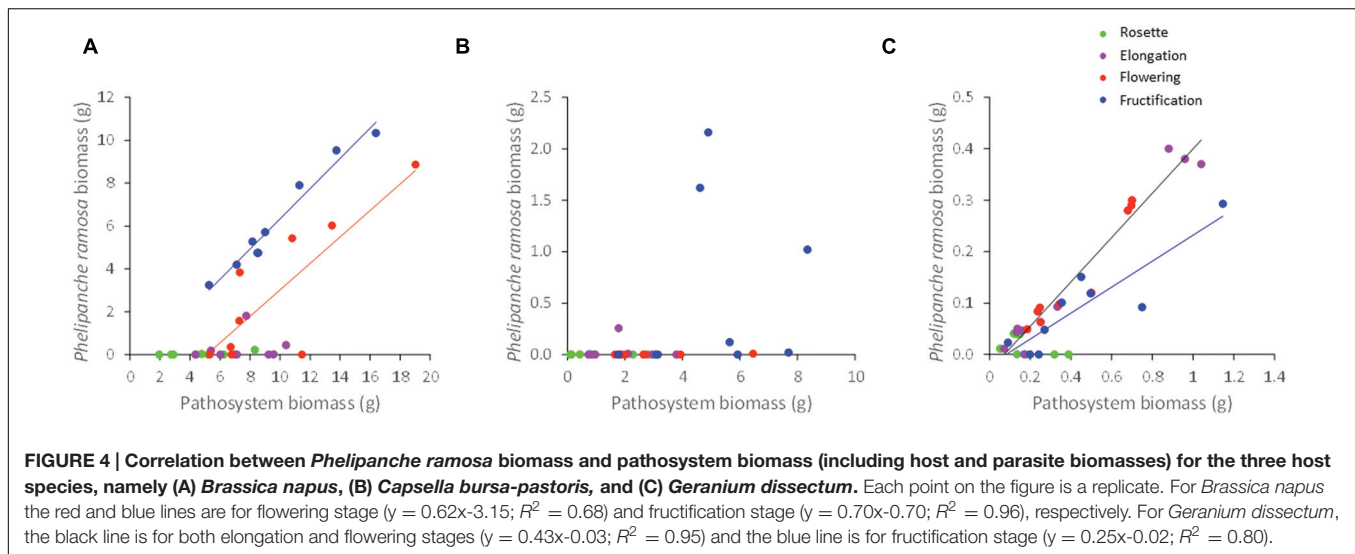 A
B
C
Rosette
Elongation
Flowering
Fructification
Phelipanche ramosa biomass (g)
12
10
8
6
4
2
0
0 2 4 6 8 10 12 14 16 18 20
Pathosystem biomass (g)
Phelipanche ramosa biomass (g)
2.5
2.0
1.5
1.0
0.5
0.0
0 2 4 6 8 10
Pathosystem biomass (g)
Phelipanche ramosa biomass (g)
0.5
0.4
0.3
0.2
0.1
0.0
0 0.2 0.4 0.6 0.8 1 1.2 1.4
Pathosystem biomass (g)
FIGURE 4 | Correlation between Phelipanche ramosa biomass and pathosystem biomass (including host and parasite biomasses) for the three host
species, namely (A) Brassica napus, (B) Capsella bursa-pastoris, and (C) Geranium dissectum. Each point on the figure is a replicate. For Brassica napus
the red and blue lines are for flowering stage (y = 0.62x-3.15; R² = 0.68) and fructification stage (y = 0.70x-0.70; R² = 0.96), respectively. For Geranium dissectum,
the black line is for both elongation and flowering stages (y = 0.43x-0.03; R² = 0.95) and the blue line is for fructification stage (y = 0.25x-0.02; R² = 0.80).